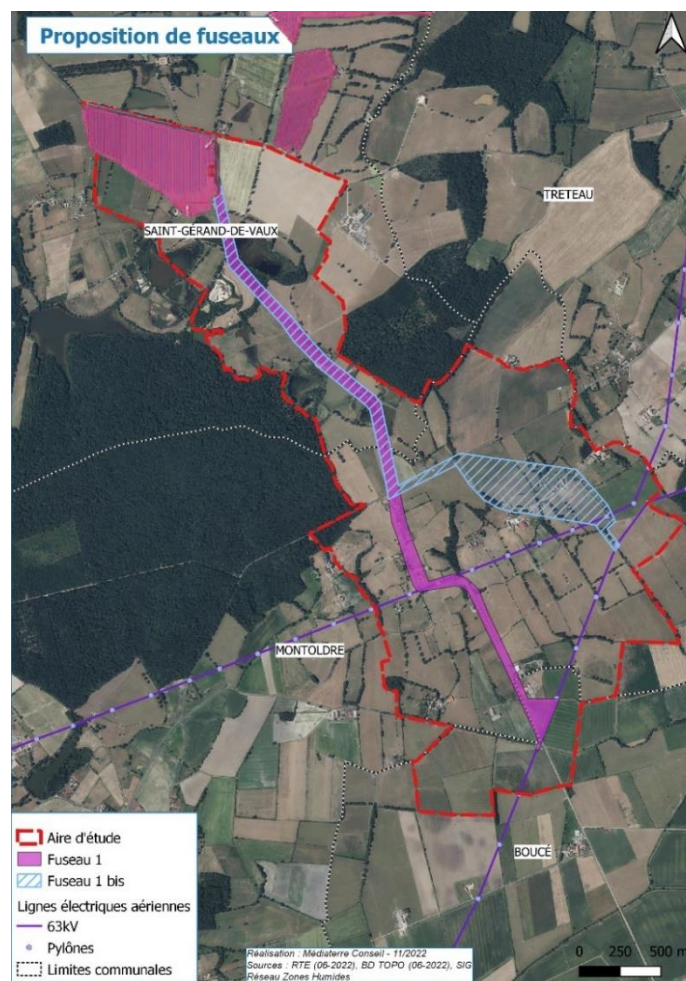 Proposition de fuseaux
TRETEAU
SAINT-GÉRAND-DE-VAUX
MONTOLDRE
BOUCÉ
Aire d'étude
Fuseau 1
Fuseau 1 bis
Lignes électriques aériennes
63kV
Pylônes
Limites communales
Réalisation : Médiaterre Conseil - 11/2022
Sources : RTE (06-2022), BD TOPO (06-2022), SIG
Réseau Zones Humides
0 250 500 m